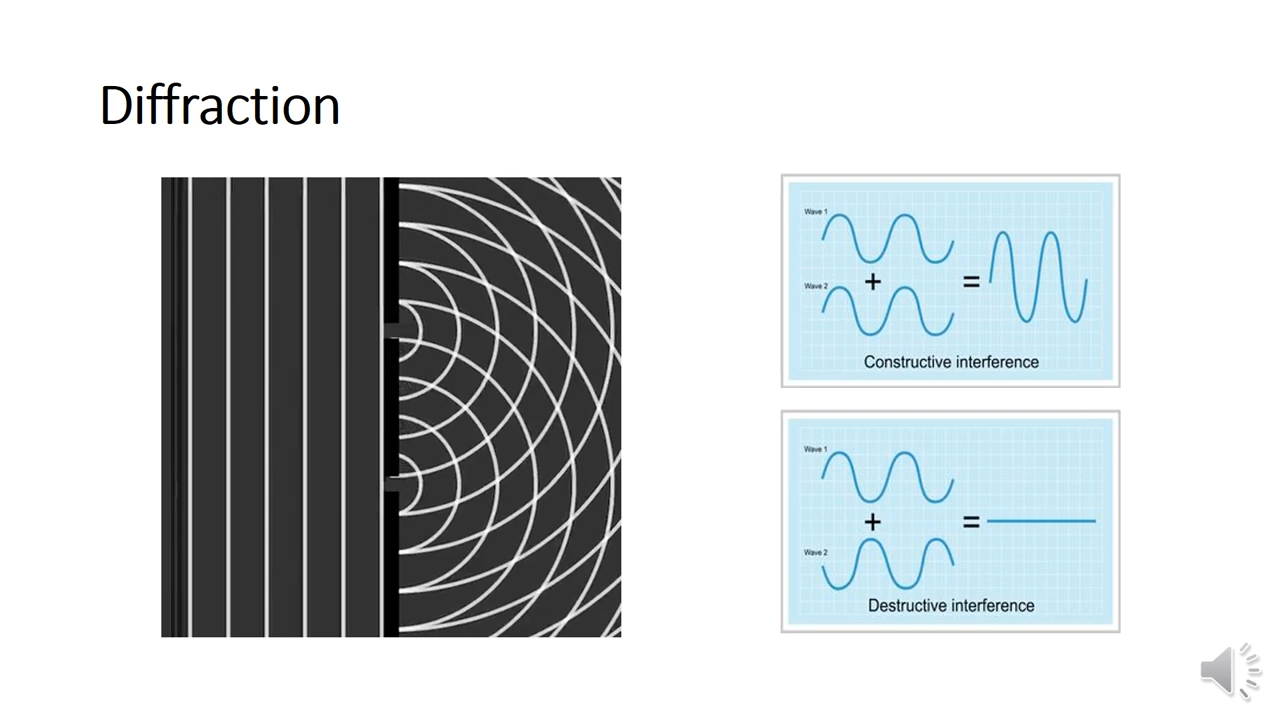 Diffraction
Wave 1
+
=
Wave 2
Constructive interference
Wave 1
+
=
Wave 2
Destructive interference